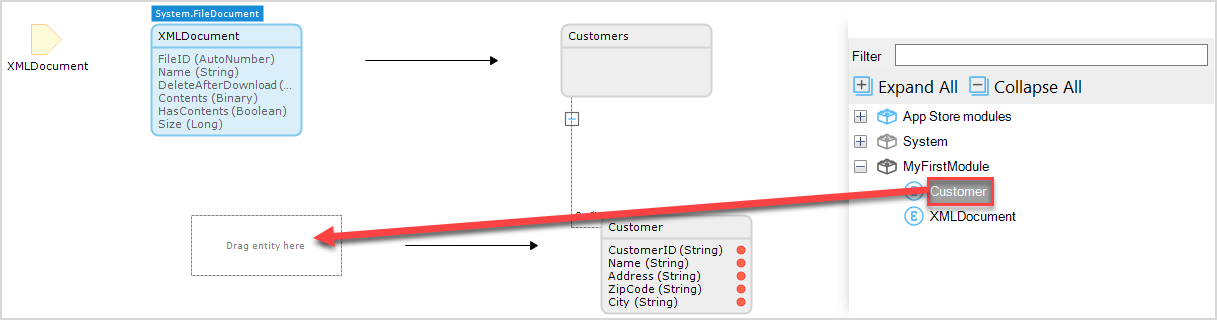 XMLDocument
System.FileDocument
XMLDocument
FileID (AutoNumber)
Name (String)
DeleteAfterDownload (...
Contents (Binary)
HasContents (Boolean)
Size (Long)
Customers
Drag entity here
Customer
CustomerID (String)
Name (String)
Address (String)
ZipCode (String)
City (String)
Filter
Expand All Collapse All
App Store modules
System
MyFirstModule
Customer
E XMLDocument